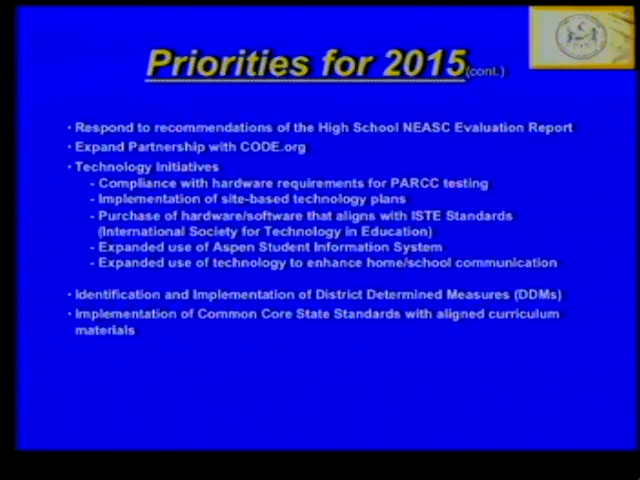 Priorities for 2015(cont.)
· Respond to recommendations of the High School NEASC Evaluation Report
· Expand Partnership with CODE.org
· Technology Initiatives
- Compliance with hardware requirements for PARCC testing
- Implementation of site-based technology plans
- Purchase of hardware/software that aligns with ISTE Standards
(International Society for Technology in Education)
- Expanded use of Aspen Student Information System
- Expanded use of technology to enhance home/school communication
· Identification and Implementation of District Determined Measures (DDMs)
· Implementation of Common Core State Standards with aligned curriculum
materials